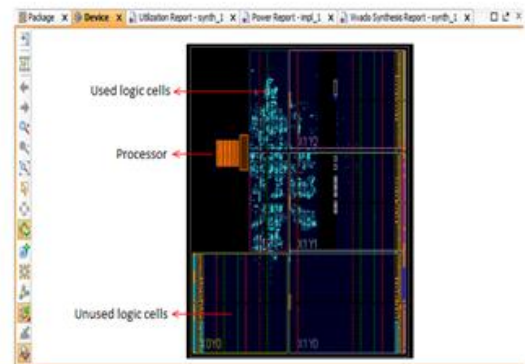 Package x Device x Utilization Report - synth_1 x Power Report - impl_1 x Vivado Synthesis Report - synth_1 x
Used logic cells
X1Y2
Processor
X1Y1
Unused logic cells
X0Y0
X1Y0